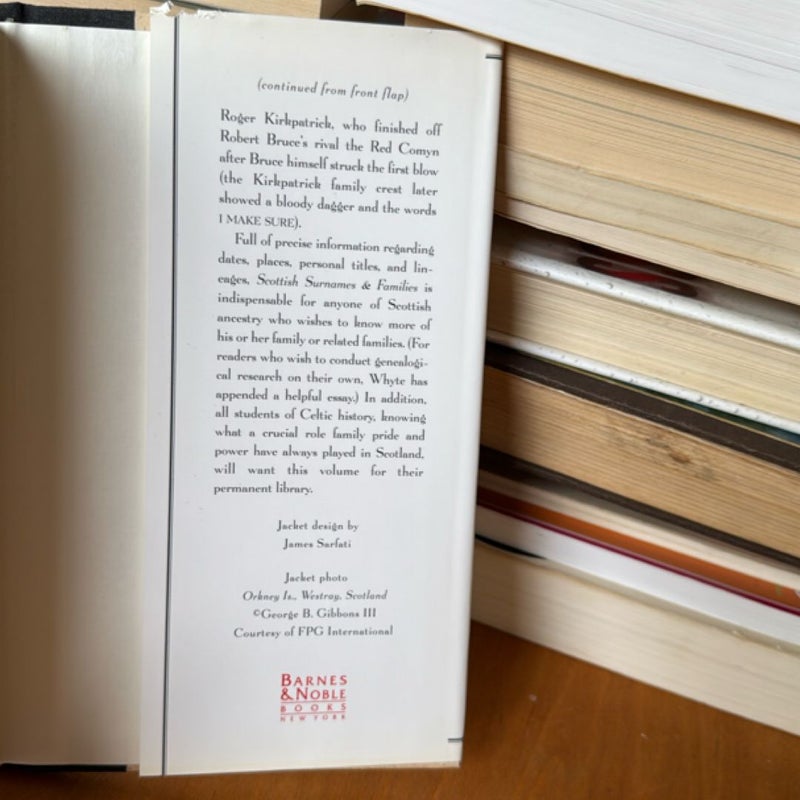 (continued from front flap)
Roger Kirkpatrick, who finished off
Robert Bruce's rival the Red Comyn
after Bruce himself struck the first blow
(the Kirkpatrick family crest later
showed a bloody dagger and the words
I MAKE SURE).
Full of precise information regarding
dates, places, personal titles, and lin-
eages, Scottish Surnames & Families is
indispensable for anyone of Scottish
ancestry who wishes to know more of
his or her family or related families. (For
readers who wish to conduct genealogi-
cal research on their own, Whyte has
appended a helpful essay.) In addition,
all students of Celtic history, knowing
what a crucial role family pride and
power have always played in Scotland,
will want this volume for their
permanent library.
Jacket design by
James Sarfati
Jacket photo
Orkney Is., Westray, Scotland
©George B. Gibbons III
Courtesy of FPG International
BARNES
&NOBLE
BOOKS
NEW YORK